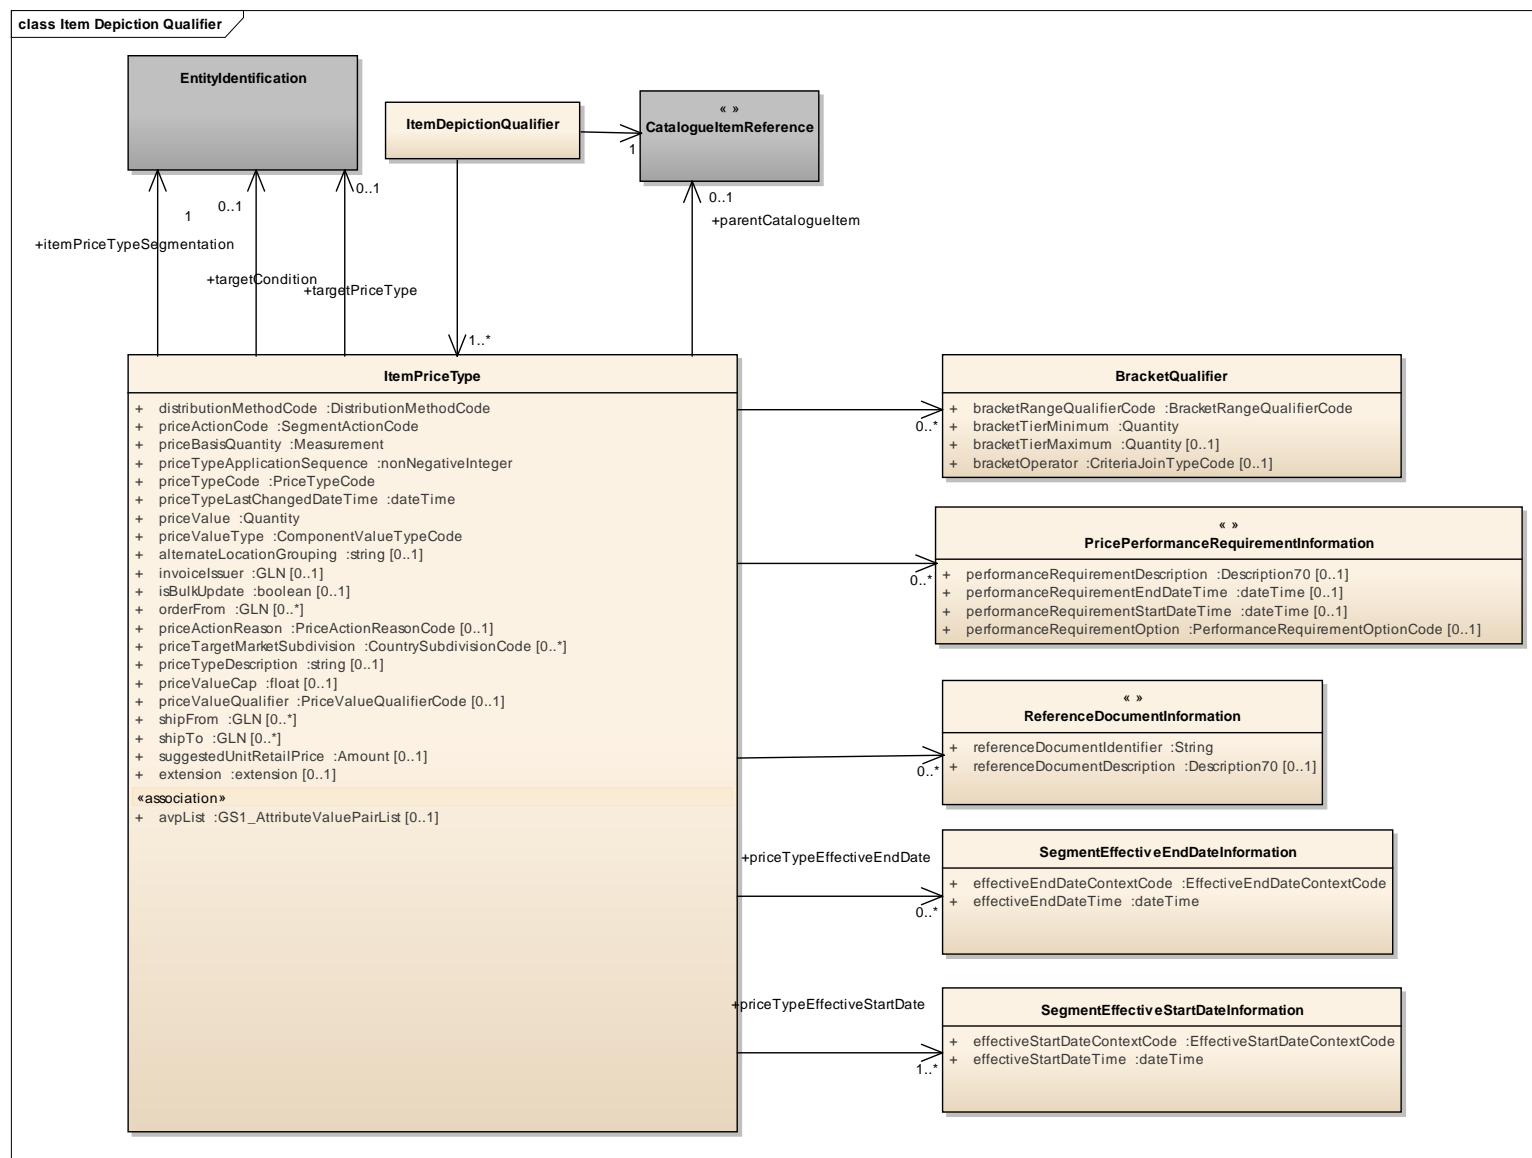 class Item Depiction Qualifier
EntityIdentification
ItemDepictionQualifier
« »
CatalogueItemReference
1
0..1
+parentCatalogueItem
0..1
0..1
1
+itemPriceTypeSegmentation
+targetCondition
+targetPriceType
1..*
ItemPriceType
+ distributionMethodCode :DistributionMethodCode
+ priceActionCode :SegmentActionCode
+ priceBasisQuantity :Measurement
+ priceTypeApplicationSequence :nonNegativeInteger
+ priceTypeCode :PriceTypeCode
+ priceTypeLastChangedDateTime :dateTime
+ priceValue :Quantity
+ priceValueType :ComponentValueTypeCode
+ alternateLocationGrouping :string [0..1]
+ invoiceIssuer :GLN [0..1]
+ isBulkUpdate :boolean [0..1]
+ orderFrom :GLN [0..*]
+ priceActionReason :PriceActionReasonCode [0..1]
+ priceTargetMarketSubdivision :CountrySubdivisionCode [0..*]
+ priceTypeDescription :string [0..1]
+ priceValueCap :float [0..1]
+ priceValueQualifier :PriceValueQualifierCode [0..1]
+ shipFrom :GLN [0..*]
+ shipTo :GLN [0..*]
+ suggestedUnitRetailPrice :Amount [0..1]
+ extension :extension [0..1]
«association»
+ avpList :GS1_AttributeValuePairList [0..1]
0..*
BracketQualifier
+ bracketRangeQualifierCode :BracketRangeQualifierCode
+ bracketTierMinimum :Quantity
+ bracketTierMaximum :Quantity [0..1]
+ bracketOperator :CriteriaJoinTypeCode [0..1]
0..*
« »
PricePerformanceRequirementInformation
+ performanceRequirementDescription :Description70 [0..1]
+ performanceRequirementEndDateTime :dateTime [0..1]
+ performanceRequirementStartDateTime :dateTime [0..1]
+ performanceRequirementOption :PerformanceRequirementOptionCode [0..1]
0..*
« »
ReferenceDocumentInformation
+ referenceDocumentIdentifier :String
+ referenceDocumentDescription :Description70 [0..1]
+priceTypeEffectiveEndDate
0..*
SegmentEffectiveEndDateInformation
+ effectiveEndDateContextCode :EffectiveEndDateContextCode
+ effectiveEndDateTime :dateTime
+priceTypeEffectiveStartDate
1..*
SegmentEffectiveStartDateInformation
+ effectiveStartDateContextCode :EffectiveStartDateContextCode
+ effectiveStartDateTime :dateTime